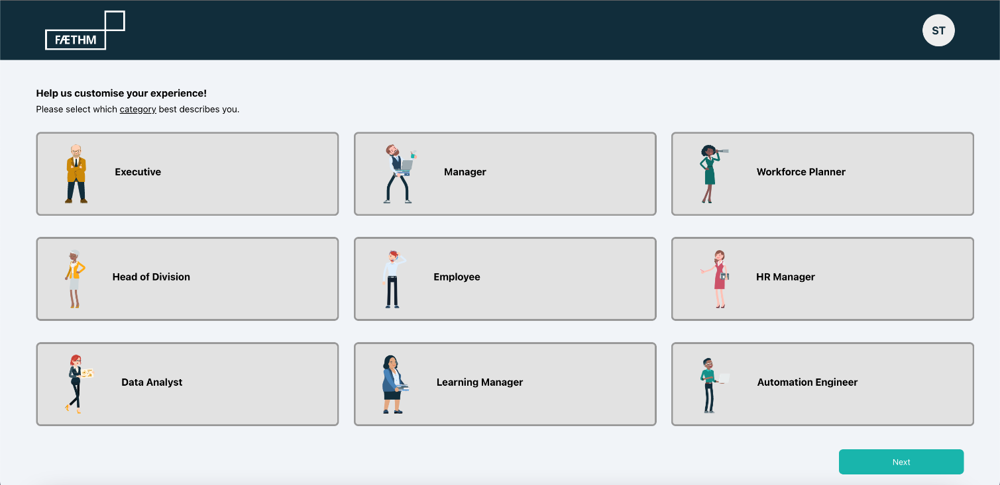 FÆTHM
ST
Help us customise your experience!
Please select which category best describes you.
Executive
Manager
Workforce Planner
Head of Division
Employee
HR Manager
Data Analyst
Learning Manager
Automation Engineer
Next